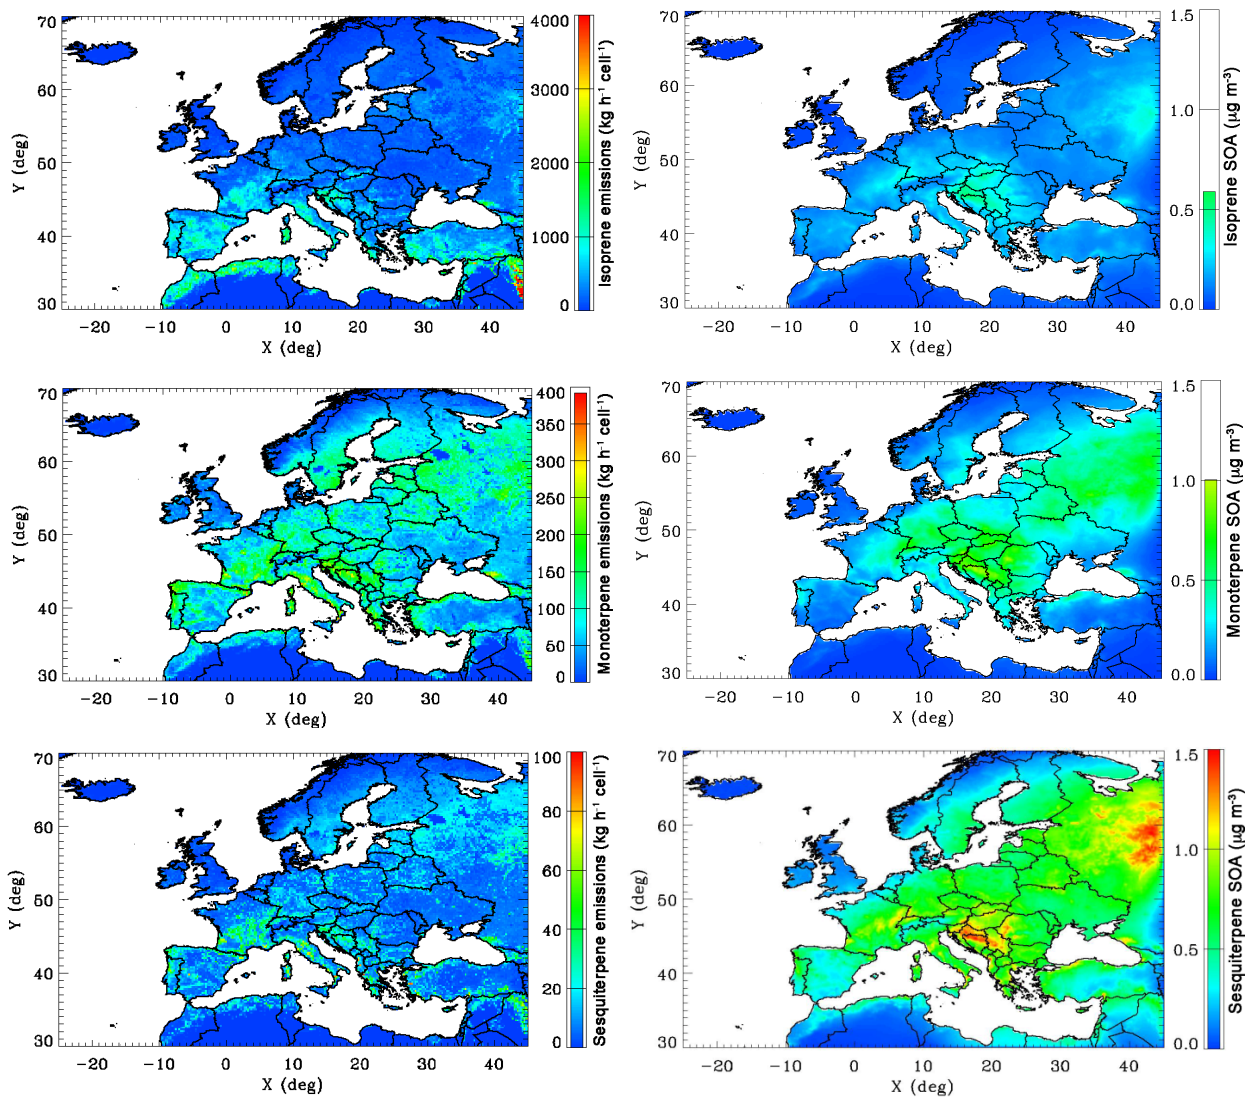 70
60
50
40
30
Y (deg)
−20 −10 0 10 20 30 40
X (deg)
4000
3000
2000
1000
0
Isoprene emissions (kg h⁻¹ cell⁻¹)
70
60
50
40
30
Y (deg)
−20 −10 0 10 20 30 40
X (deg)
1.5
1.0
0.5
0.0
Isoprene SOA (μg m⁻³)
70
60
50
40
30
Y (deg)
−20 −10 0 10 20 30 40
X (deg)
400
350
300
250
200
150
100
50
0
Monoterpene emissions (kg h⁻¹ cell⁻¹)
70
60
50
40
30
Y (deg)
−20 −10 0 10 20 30 40
X (deg)
1.5
1.0
0.5
0.0
Monoterpene SOA (μg m⁻³)
70
60
50
40
30
Y (deg)
−20 −10 0 10 20 30 40
X (deg)
100
80
60
40
20
0
Sesquiterpene emissions (kg h⁻¹ cell⁻¹)
70
60
50
40
30
Y (deg)
−20 −10 0 10 20 30 40
X (deg)
1.5
1.0
0.5
0.0
Sesquiterpene SOA (μg m⁻³)